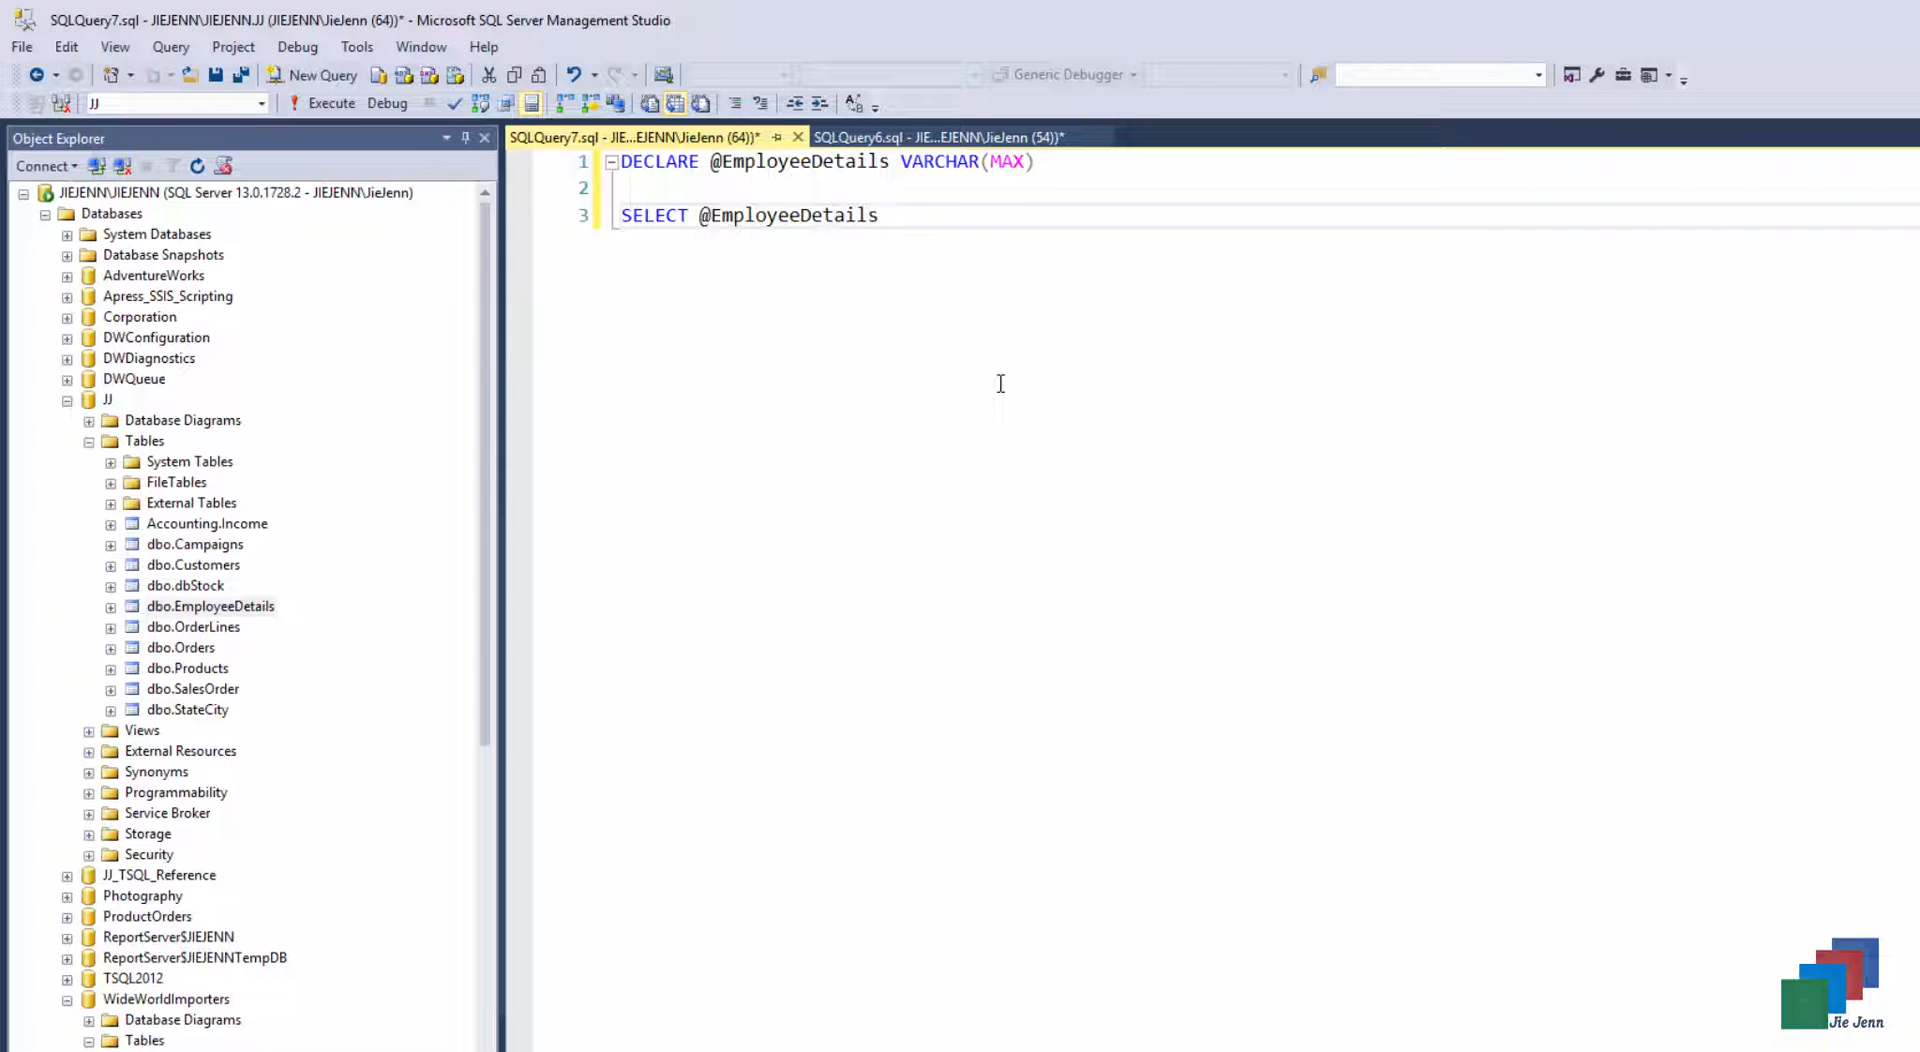 SQLQuery7.sql - JIEJENN\JIEJENN.JJ (JIEJENN\JieJenn (64))* - Microsoft SQL Server Management Studio
File Edit View Query Project Debug Tools Window Help
New Query Generic Debugger
JJ Execute Debug
Object Explorer
SQLQuery7.sql - JIE...EJENN\JieJenn (64))* SQLQuery6.sql - JIE...EJENN\JieJenn (54))*
Connect
JIEJENN\JIEJENN (SQL Server 13.0.1728.2 - JIEJENN\JieJenn)
Databases
System Databases
Database Snapshots
AdventureWorks
Apress_SSIS_Scripting
Corporation
DWConfiguration
DWDiagnostics
DWQueue
JJ
Database Diagrams
Tables
System Tables
FileTables
External Tables
Accounting.Income
dbo.Campaigns
dbo.Customers
dbo.dbStock
dbo.EmployeeDetails
dbo.OrderLines
dbo.Orders
dbo.Products
dbo.SalesOrder
dbo.StateCity
Views
External Resources
Synonyms
Programmability
Service Broker
Storage
Security
JJ_TSQL_Reference
Photography
ProductOrders
ReportServer$JIEJENN
ReportServer$JIEJENNTempDB
TSQL2012
WideWorldImporters
Database Diagrams
Tables
1 DECLARE @EmployeeDetails VARCHAR(MAX)
2
3 SELECT @EmployeeDetails
Jie Jenn